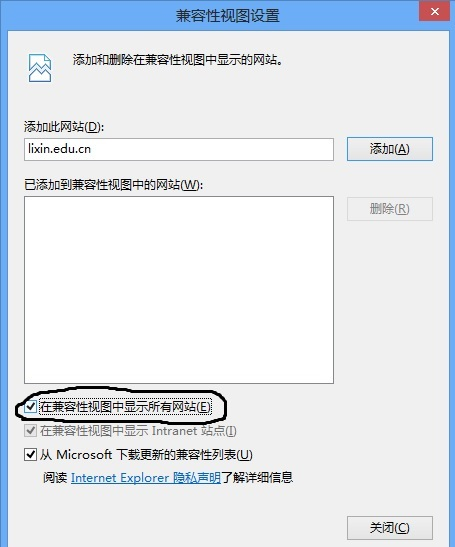 兼容性视图设置
添加和删除在兼容性视图中显示的网站。
添加此网站(D):
lixin.edu.cn
添加(A)
已添加到兼容性视图中的网站(W):
删除(R)
在兼容性视图中显示所有网站(E)
在兼容性视图中显示 Intranet 站点(I)
从 Microsoft 下载更新的兼容性列表(U)
阅读 Internet Explorer 隐私声明了解详细信息
关闭(C)